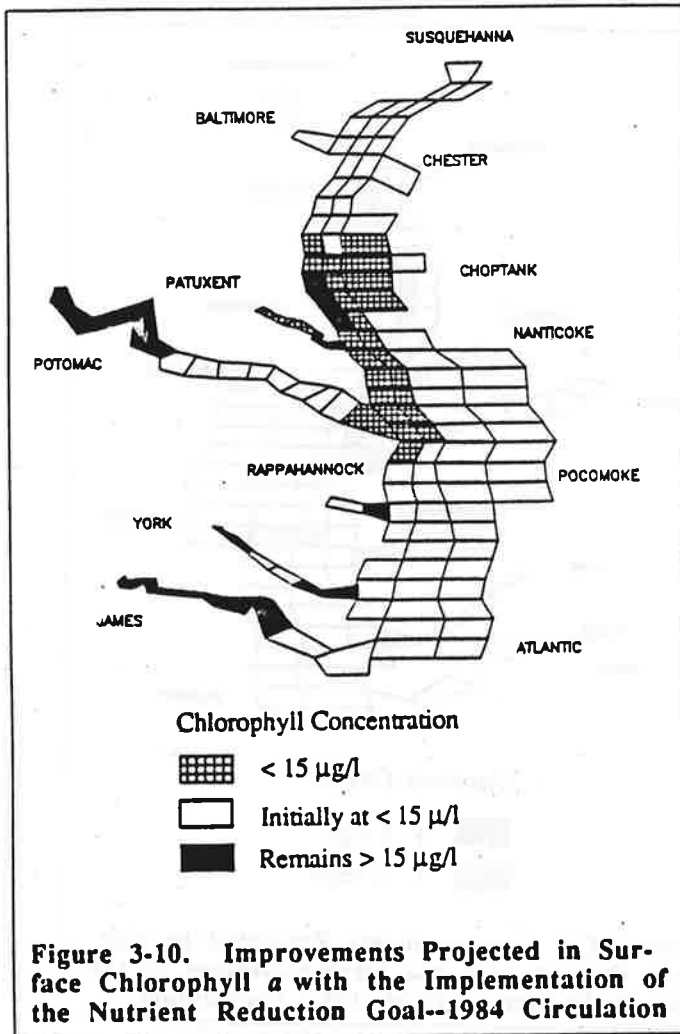 SUSQUEHANNA
BALTIMORE
CHESTER
CHOPTANK
PATUXENT
NANTICOKE
POTOMAC
RAPPAHANNOCK
POCOMOKE
YORK
JAMES
ATLANTIC
Chlorophyll Concentration
< 15 µg/l
Initially at < 15 µ/l
Remains > 15 µg/l
Figure 3-10. Improvements Projected in Sur-
face Chlorophyll a with the Implementation of
the Nutrient Reduction Goal--1984 Circulation